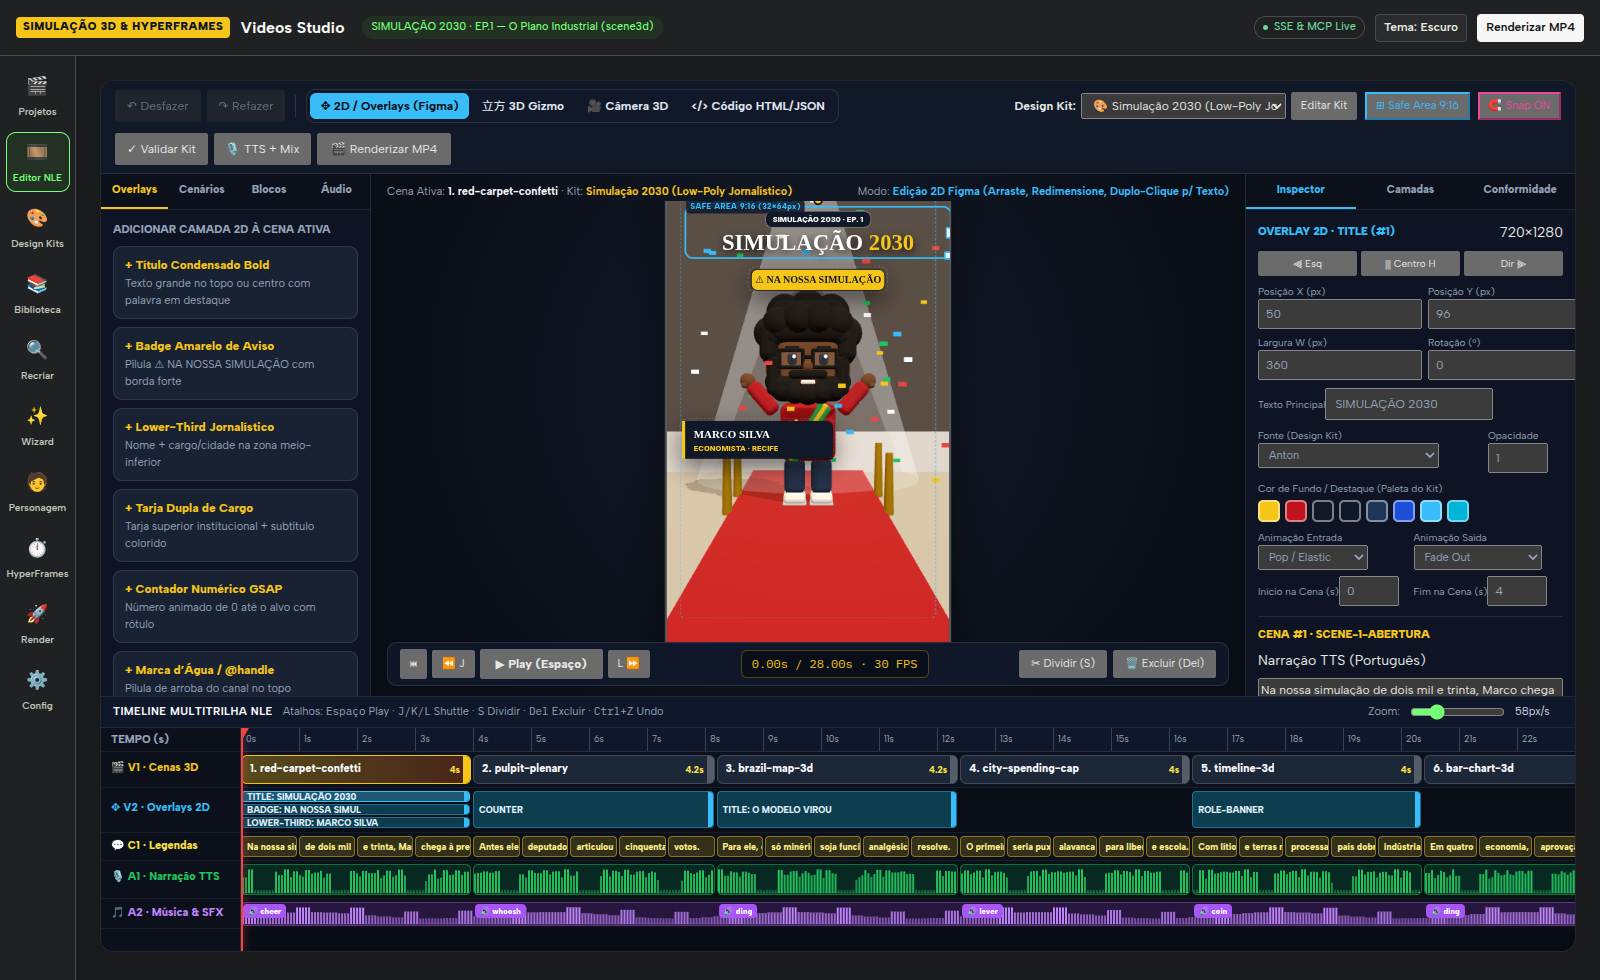 SIMULAÇÃO 3D & HYPERFRAMES
Videos Studio
SIMULAÇÃO 2030 · EP.1 — O Plano Industrial (scene3d)
SSE & MCP Live
Tema: Escuro
Renderizar MP4
Projetos
Editor NLE
Design Kits
Biblioteca
Recriar
Wizard
Personagem
HyperFrames
Render
Config
↶ Desfazer
↷ Refazer
✥ 2D / Overlays (Figma)
立方 3D Gizmo
🎥 Câmera 3D
</> Código HTML/JSON
Design Kit:
🎨 Simulação 2030 (Low-Poly Jo
Editar Kit
⊞ Safe Area 9:16
🧲 Snap ON
✓ Validar Kit
🎙️ TTS + Mix
🎬 Renderizar MP4
Overlays
Cenários
Blocos
Áudio
ADICIONAR CAMADA 2D À CENA ATIVA
+ Título Condensado Bold
Texto grande no topo ou centro com
palavra em destaque
+ Badge Amarelo de Aviso
Pílula ⚠ NA NOSSA SIMULAÇÃO com
borda forte
+ Lower-Third Jornalístico
Nome + cargo/cidade na zona meio-
inferior
+ Tarja Dupla de Cargo
Tarja superior institucional + subtítulo
colorido
+ Contador Numérico GSAP
Número animado de 0 até o alvo com
rótulo
+ Marca d'Água / @handle
Pílula de arroba do canal no topo
Cena Ativa: 1. red-carpet-confetti · Kit: Simulação 2030 (Low-Poly Jornalístico)
Modo: Edição 2D Figma (Arraste, Redimensione, Duplo-Clique p/ Texto)
SAFE AREA 9:16 (32×64px)
SIMULAÇÃO 2030 · EP. 1
SIMULAÇÃO 2030
⚠ NA NOSSA SIMULAÇÃO
MARCO SILVA
ECONOMISTA · RECIFE
⏮
⏪ J
▶ Play (Espaço)
L ⏩
0.00s / 28.00s · 30 FPS
✂ Dividir (S)
🗑️ Excluir (Del)
Inspector
Camadas
Conformidade
OVERLAY 2D · TITLE (#1)
720×1280
Esq
Centro H
Dir
Posição X (px)
Posição Y (px)
50
96
Largura W (px)
Rotação (º)
360
0
Texto Principal
SIMULAÇÃO 2030
Fonte (Design Kit)
Opacidade
Anton
1
Cor de Fundo / Destaque (Paleta do Kit)
Animação Entrada
Animação Saída
Pop / Elastic
Fade Out
Início na Cena (s)
0
Fim na Cena (s)
4
CENA #1 · SCENE-1-ABERTURA
Narração TTS (Português)
Na nossa simulação de dois mil e trinta, Marco chega
TIMELINE MULTITRILHA NLE
Atalhos: Espaço Play · J/K/L Shuttle · S Dividir · Del Excluir · Ctrl+Z Undo
Zoom:
58px/s
TEMPO (s)
0s 1s 2s 3s 4s 5s 6s 7s 8s 9s 10s 11s 12s 13s 14s 15s 16s 17s 18s 19s 20s 21s 22s
🎬 V1 · Cenas 3D
1. red-carpet-confetti 4s
2. pulpit-plenary 4.2s
3. brazil-map-3d 4.2s
4. city-spending-cap 4s
5. timeline-3d 4s
6. bar-chart-3d
✥ V2 · Overlays 2D
TITLE: SIMULAÇÃO 2030
BADGE: NA NOSSA SIMUL
LOWER-THIRD: MARCO SILVA
COUNTER
TITLE: O MODELO VIROU
ROLE-BANNER
💬 C1 · Legendas
Na nossa si de dois mil e trinta, Ma chega à pre Antes ele deputado articulou cinquenta votos. Para ele, só minéri soja funci analgésic resolve. O primei seria pux alavanca para liber e escola. Com lítio e terras r processa país dob Indústria Em quatro economia, aprovaç
🎙️ A1 · Narração TTS
🎵 A2 · Música & SFX
cheer
whoosh
ding
lever
coin
ding